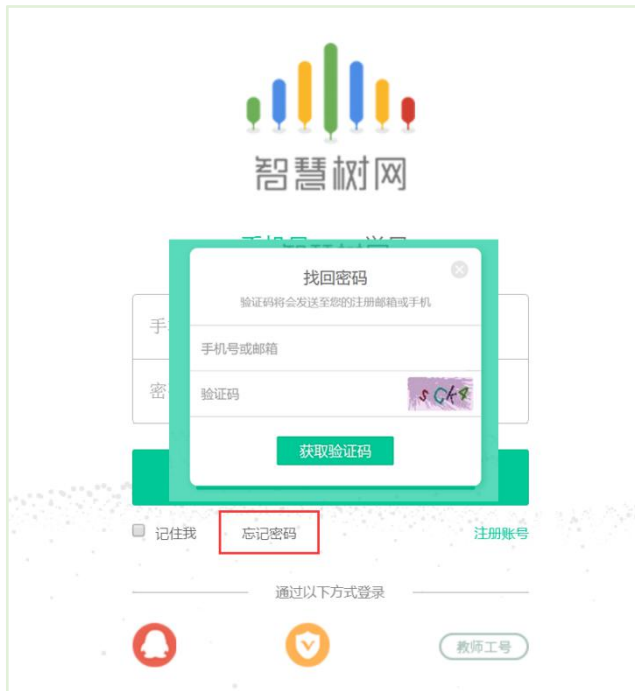 智慧树网
找回密码
验证码将会发送至您的注册邮箱或手机
手机号或邮箱
验证码
获取验证码
记住我 忘记密码 注册账号
通过以下方式登录
教师工号